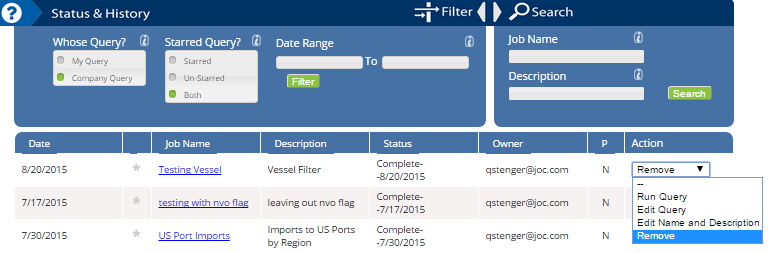 ? Status & History Filter Search
Whose Query? i Starred Query? i Date Range i Job Name i
My Query Starred To
Company Query Un-Starred Filter Description i
Both Search
Date * Job Name Description Status Owner P Action
8/20/2015 * Testing Vessel Vessel Filter Complete- qstenger@joc.com N Remove
-8/20/2015
--
7/17/2015 * testing with nvo flag leaving out nvo flag Complete- qstenger@joc.com N Run Query
-7/17/2015 Edit Query
Edit Name and Description
7/30/2015 * US Port Imports Imports to US Ports Complete- qstenger@joc.com N Remove
by Region -7/30/2015